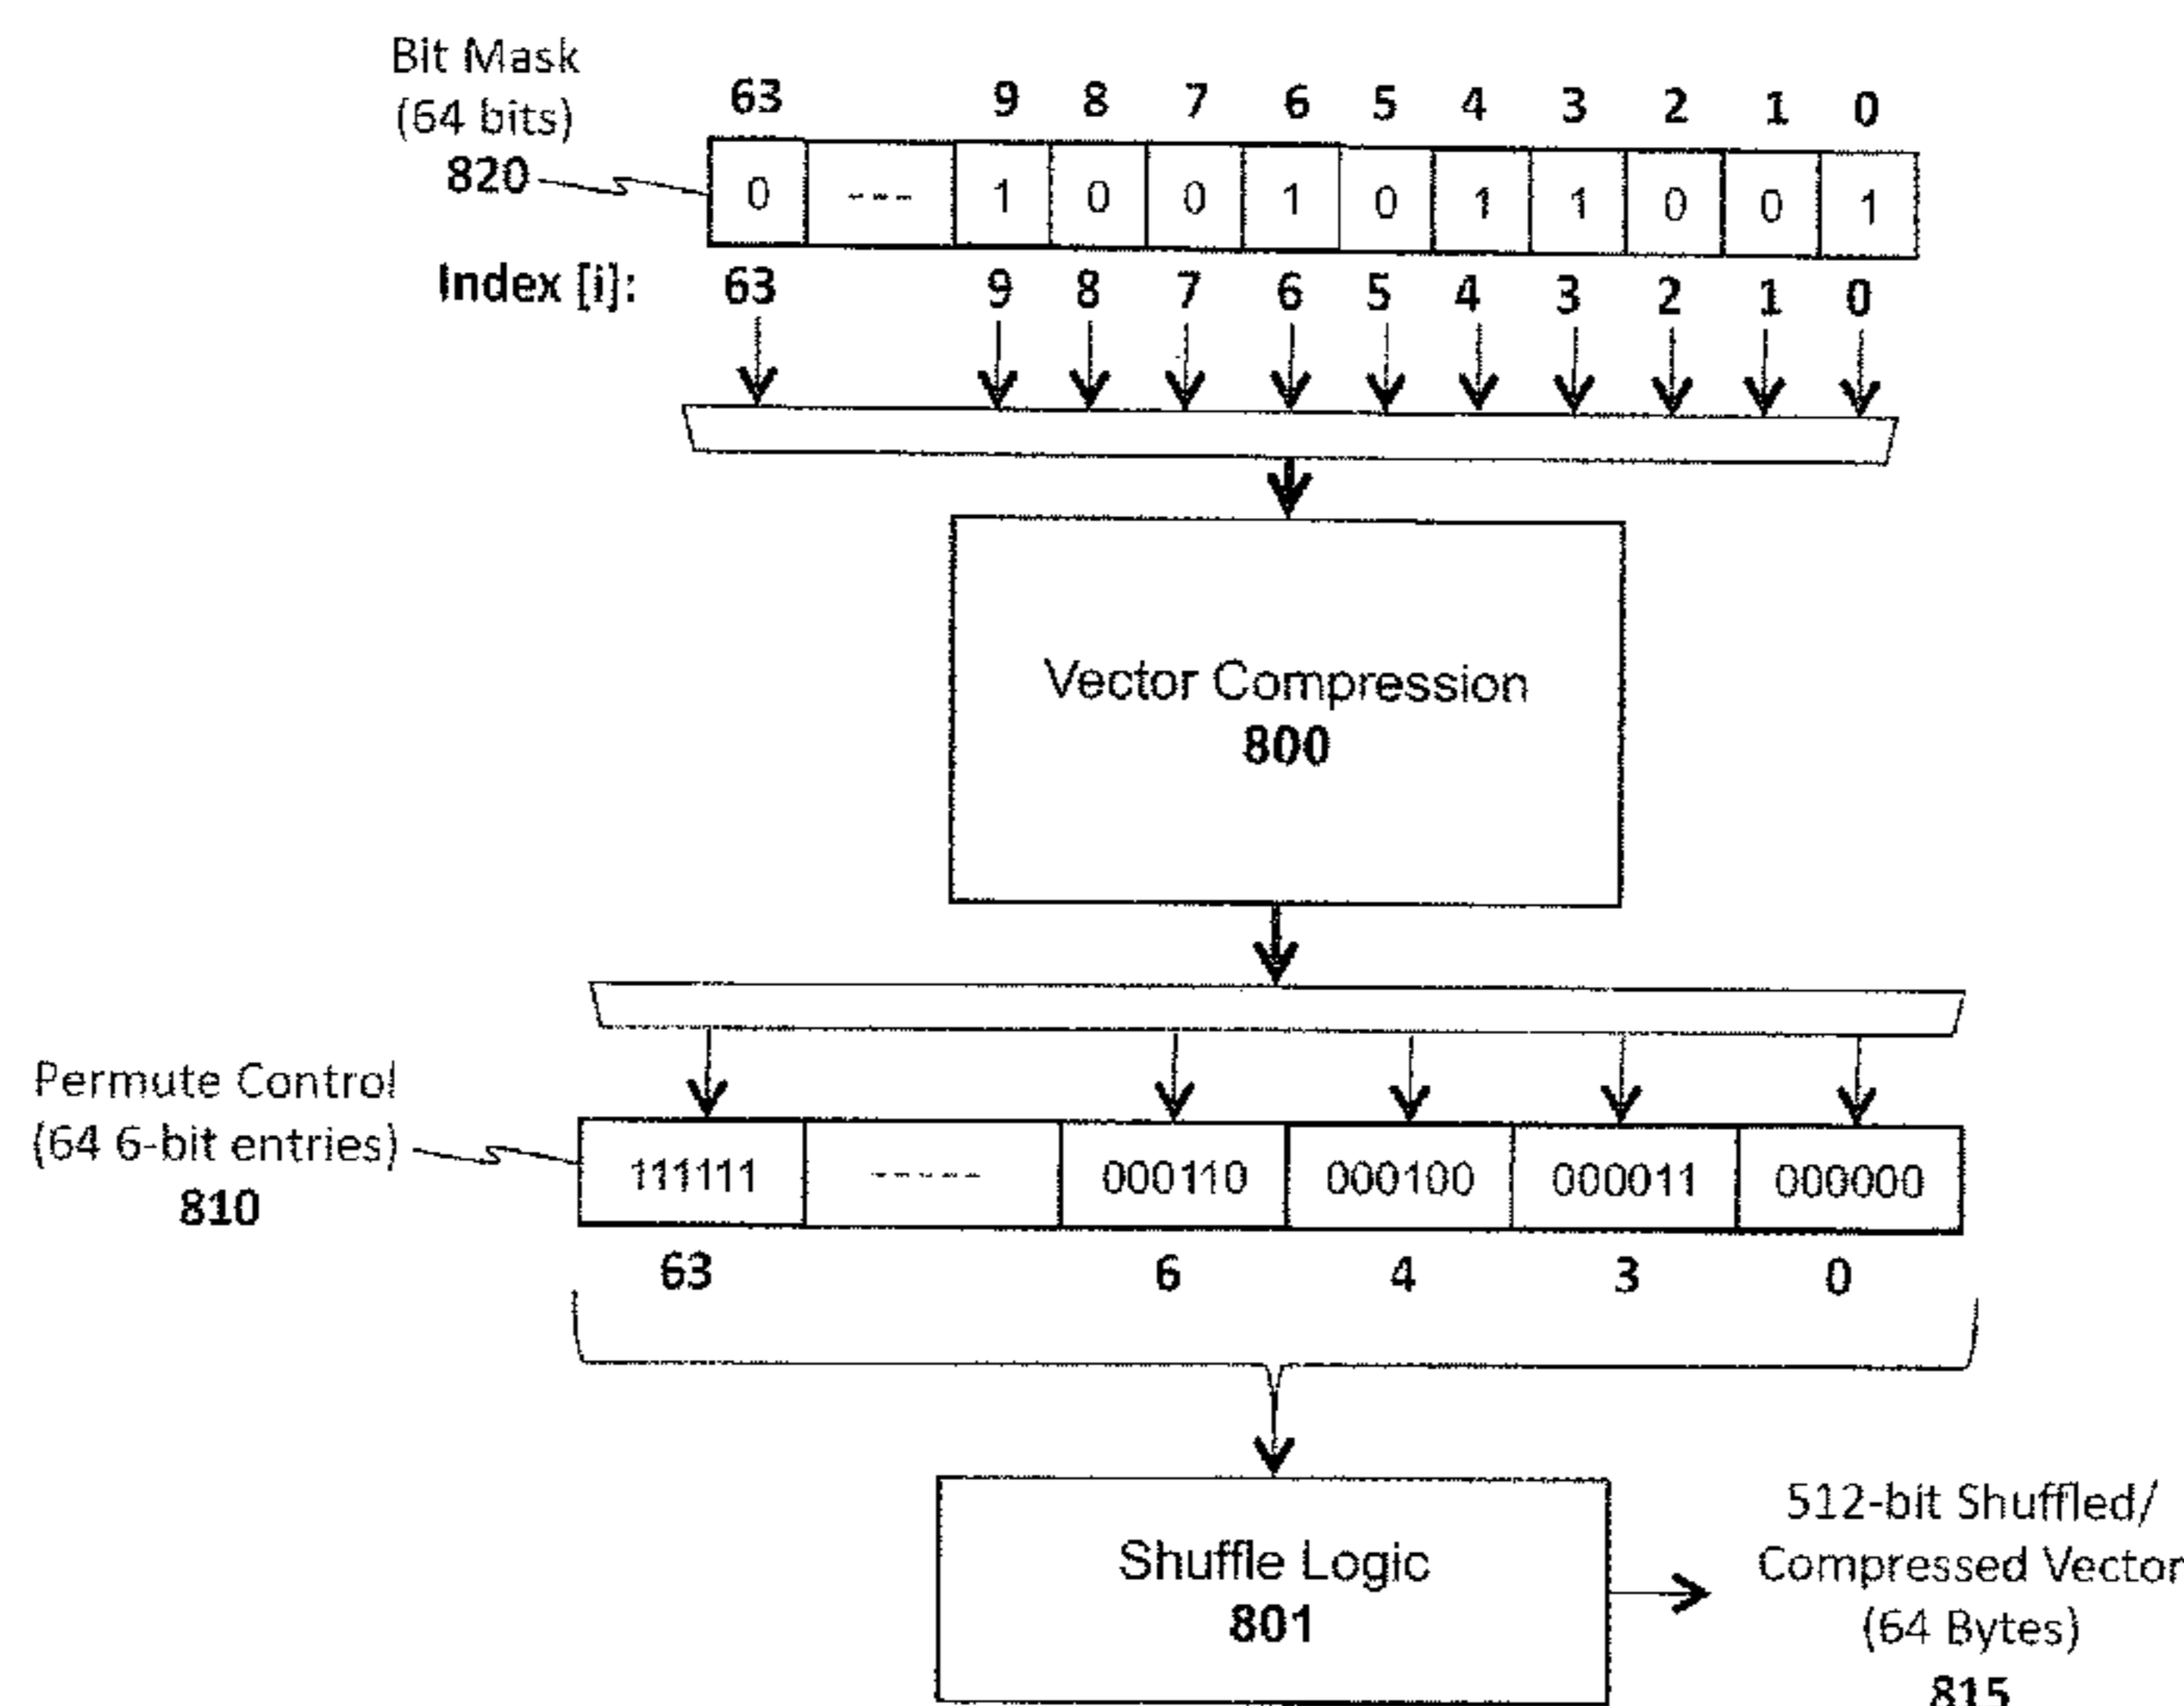 Bit Mask
(64 bits)
820
63 9 8 7 6 5 4 3 2 1 0
0 --- 1 0 0 1 0 1 1 0 0 1
Index [i]: 63 9 8 7 6 5 4 3 2 1 0
Vector Compression
800
Permute Control
(64 6-bit entries)
810
111111 ----- 000110 000100 000011 000000
63 6 4 3 0
Shuffle Logic
801
512-bit Shuffled/
Compressed Vector
(64 Bytes)
815